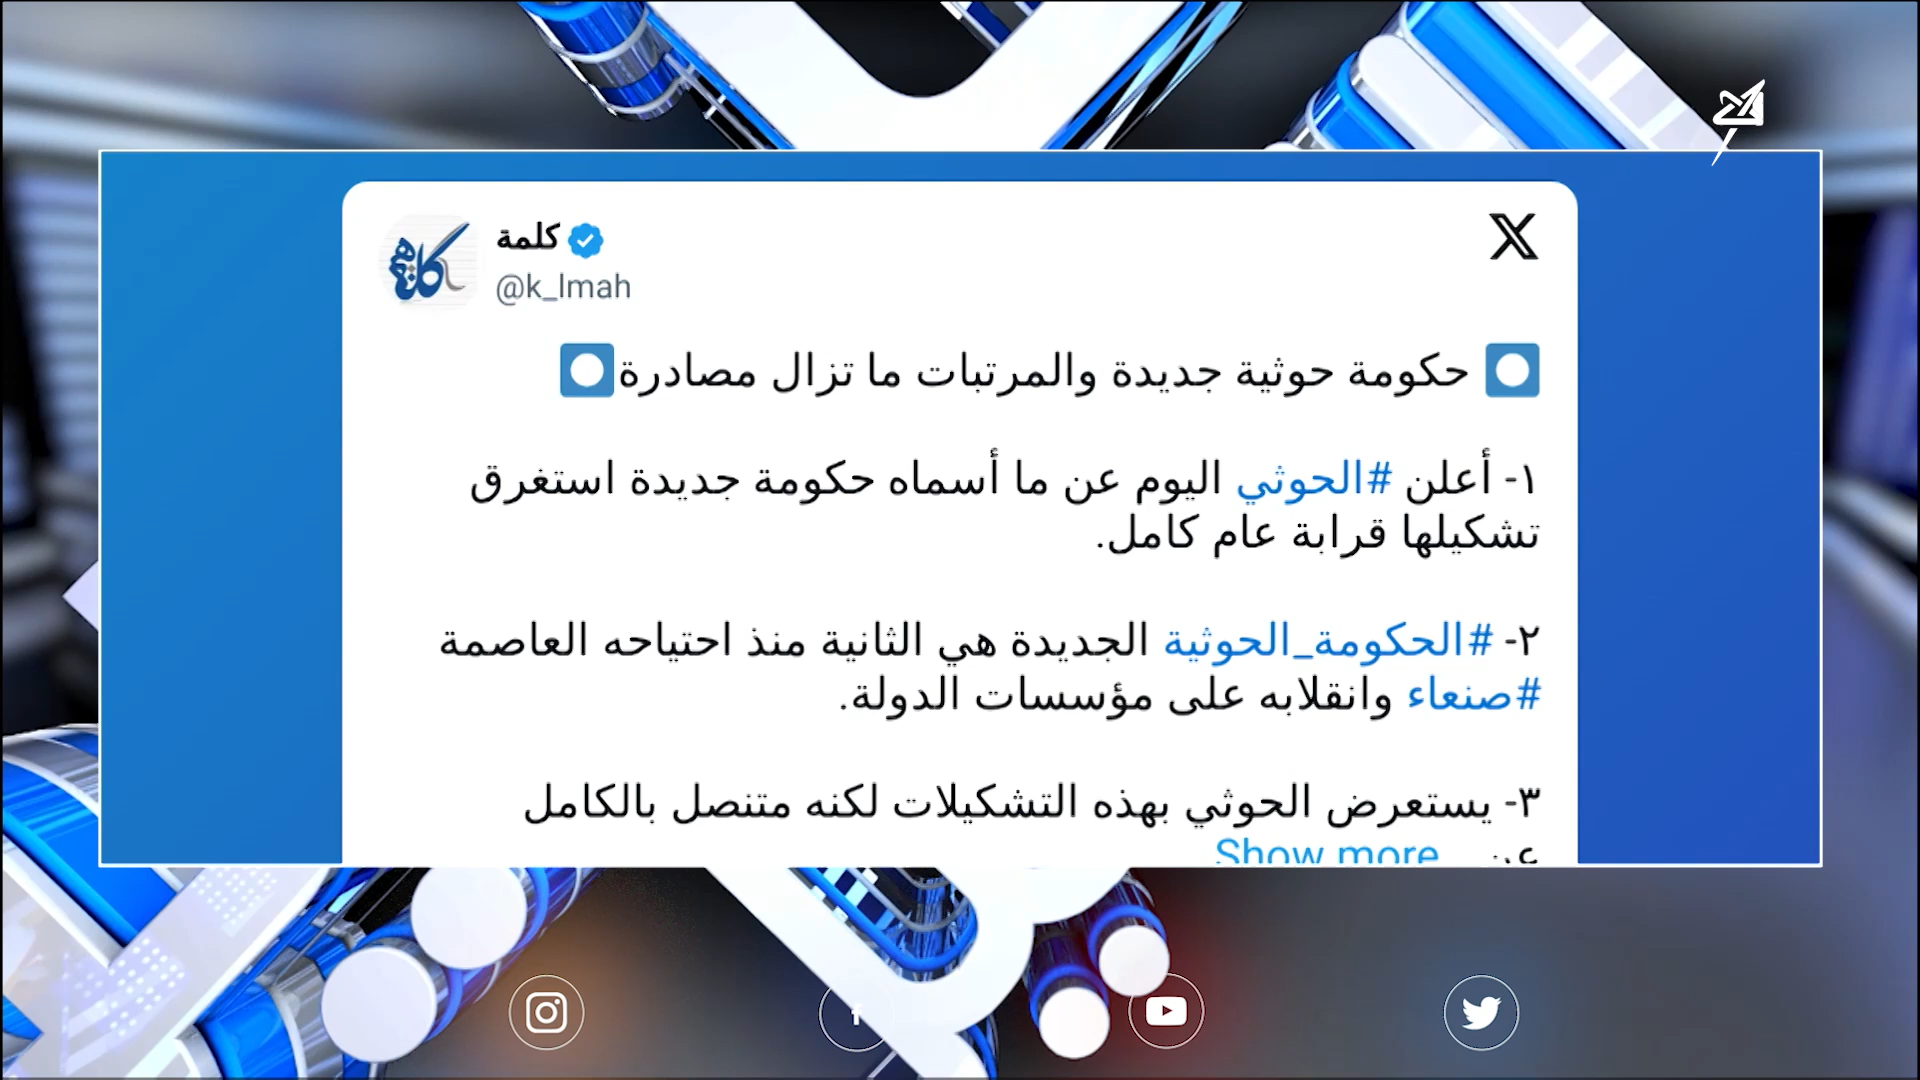 كلمة
@k_lmah
حكومة حوثية جديدة والمرتبات ما تزال مصادرة
١- أعلن #الحوثي اليوم عن ما أسماه حكومة جديدة استغرق
تشكيلها قرابة عام كامل.
٢- #الحكومة_الحوثية الجديدة هي الثانية منذ احتياحه العاصمة
#صنعاء وانقلابه على مؤسسات الدولة.
٣- يستعرض الحوثي بهذه التشكيلات لكنه متنصل بالكامل
عن... Show more